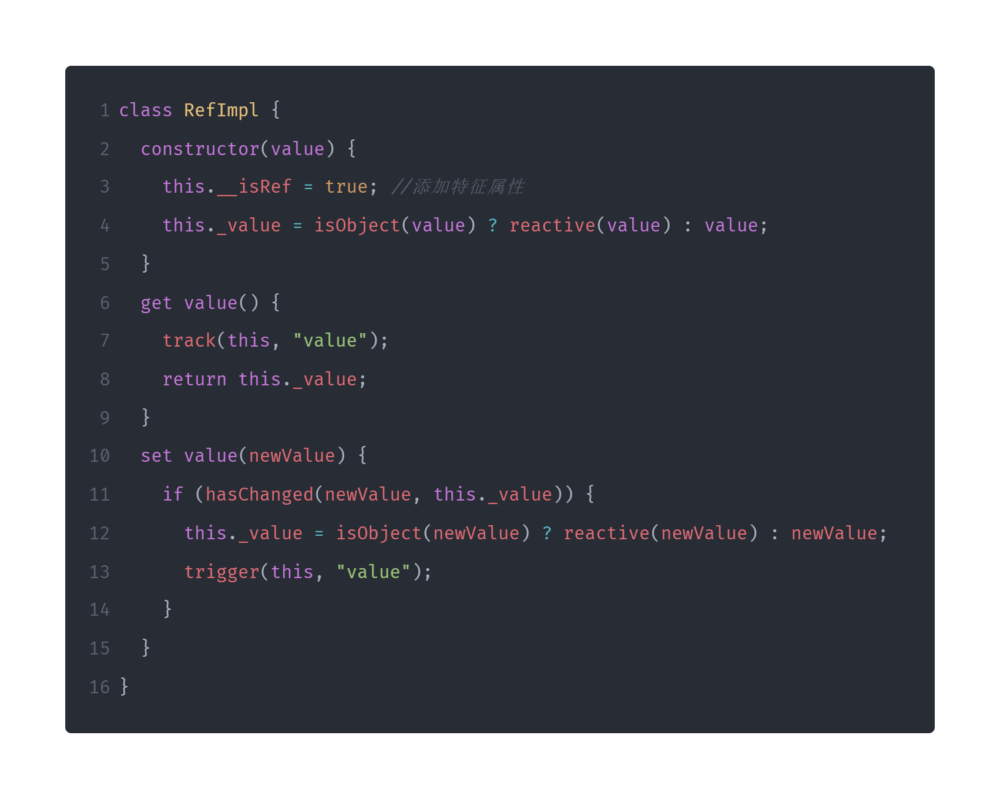 1 class RefImpl {
2   constructor(value) {
3     this.__isRef = true; //添加特征属性
4     this._value = isObject(value) ? reactive(value) : value;
5   }
6   get value() {
7     track(this, "value");
8     return this._value;
9   }
10   set value(newValue) {
11     if (hasChanged(newValue, this._value)) {
12       this._value = isObject(newValue) ? reactive(newValue) : newValue;
13       trigger(this, "value");
14     }
15   }
16 }